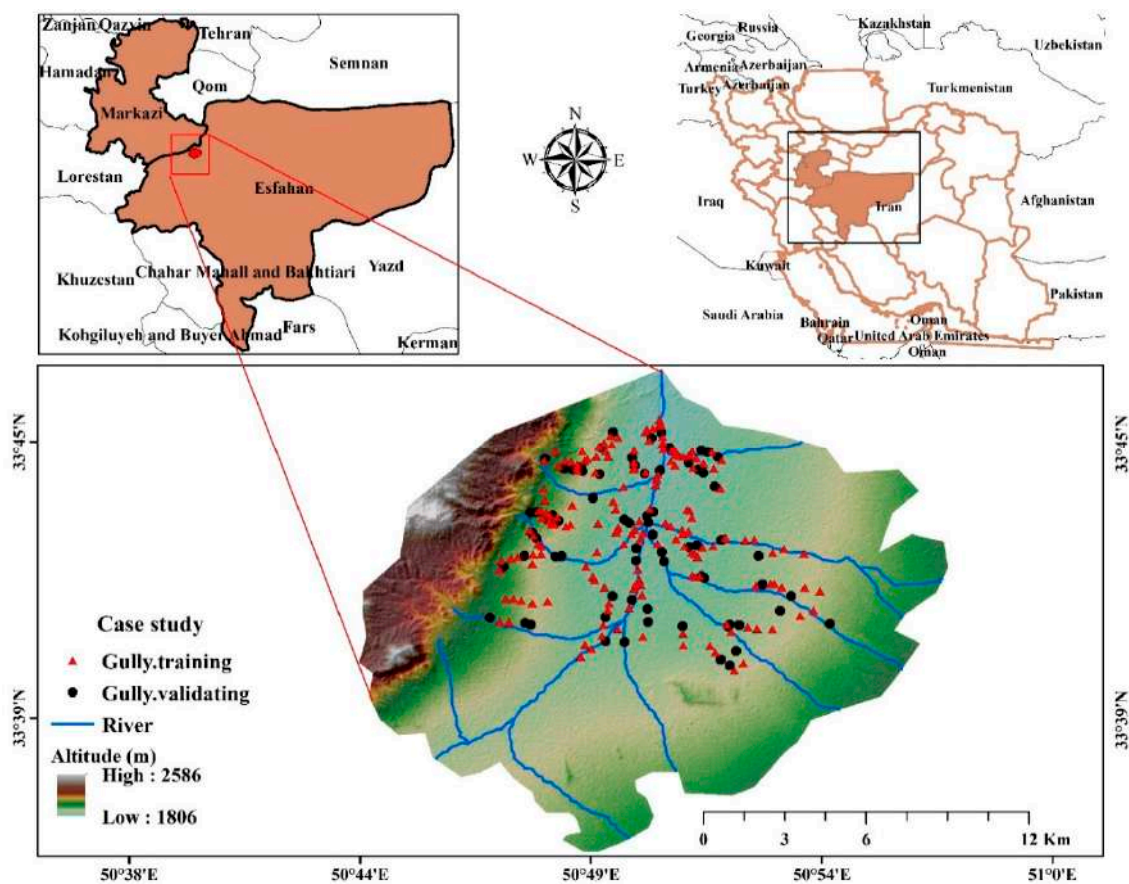 Zanjan Qazvin
Tehran
Semnan
Hamadan
Qom
Markazi
Lorestan
Esfahan
Khuzestan
Chahar Mahall and Bakhtiari
Yazd
Kohgiluyeh and Buyer Ahmad
Fars
Kerman
N
W E
S
Kazakhstan
Russia
Georgia
Uzbekistan
Armenia
Azerbaijan
Turkey
Azerbaijan
Turkmenistan
Iraq
Iran
Afghanistan
Kuwait
Pakistan
Saudi Arabia
Bahrain
Oman
Qatar
United Arab Emirates
Oman
33°45'N
33°45'N
33°39'N
33°39'N
Case study
Gully.training
Gully.validating
River
Altitude (m)
High : 2586
Low : 1806
0 3 6 9 12 Km
50°38'E 50°44'E 50°49'E 50°54'E 51°0'E